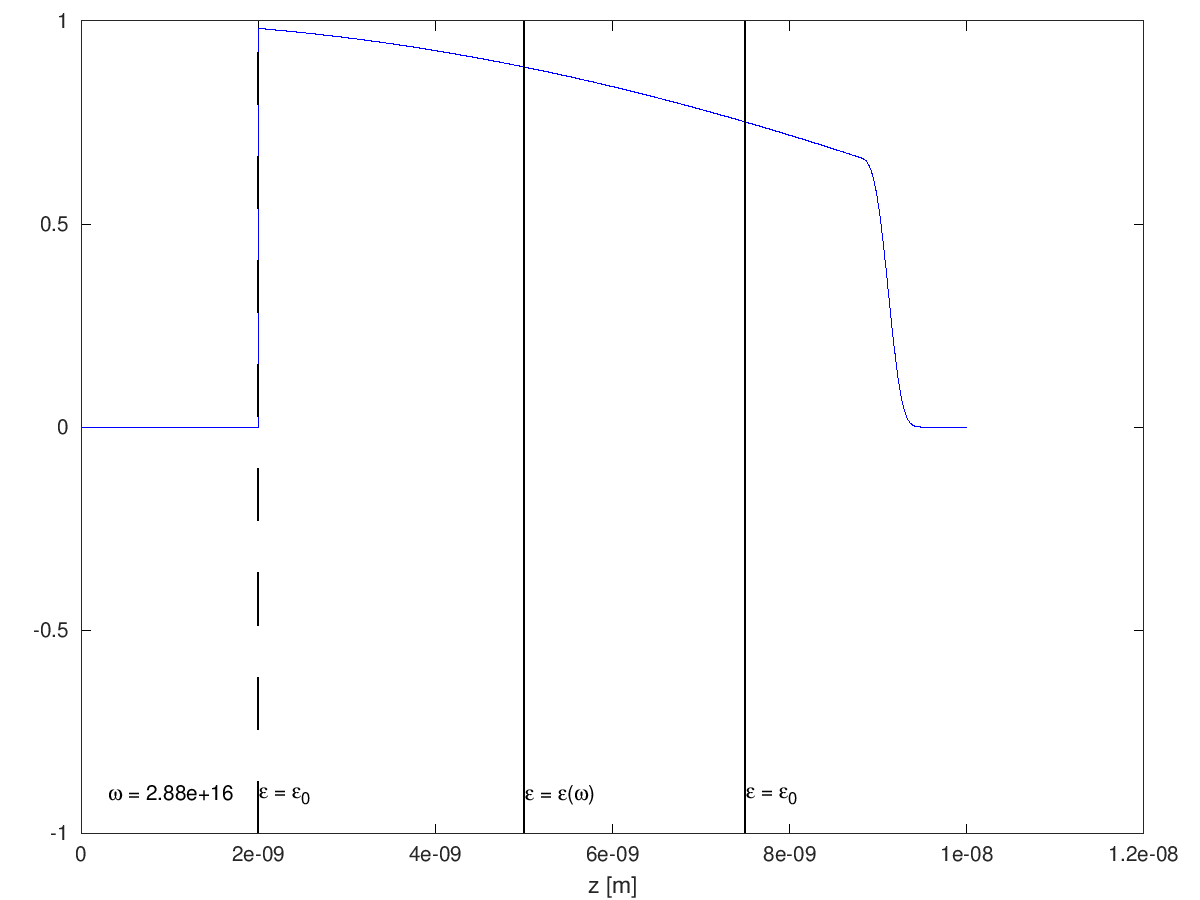 1
0.5
0
-0.5
-1
ω = 2.88e+16
ε = ε₀
ε = ε(ω)
ε = ε₀
0
2e-09
4e-09
6e-09
8e-09
1e-08
1.2e-08
z [m]